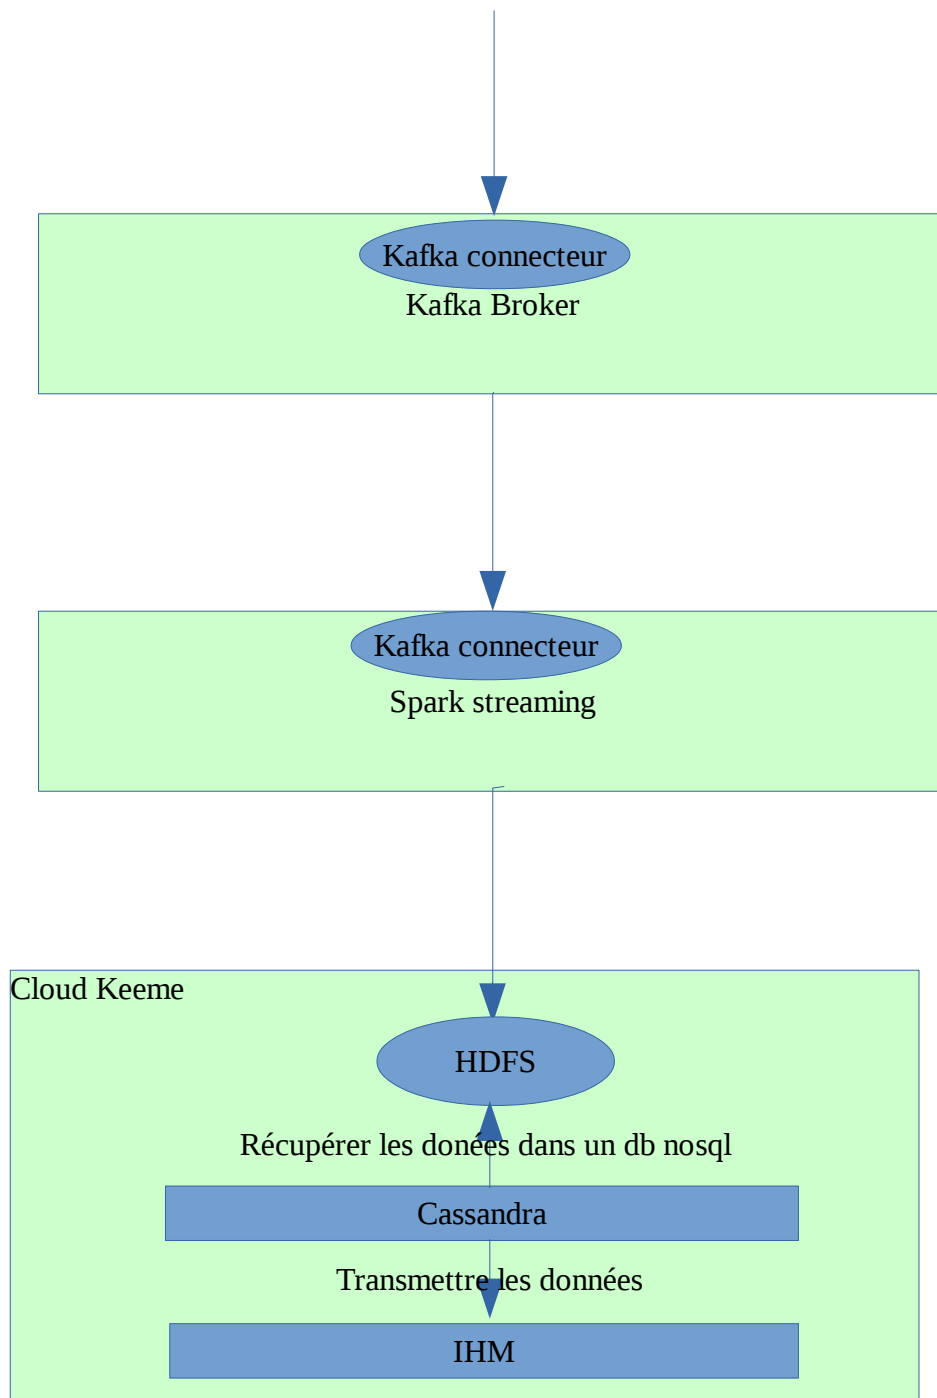 Kafka connecteur
Kafka Broker
Kafka connecteur
Spark streaming
Cloud Keeme
HDFS
Récupérer les donées dans un db nosql
Cassandra
Transmettre les données
IHM